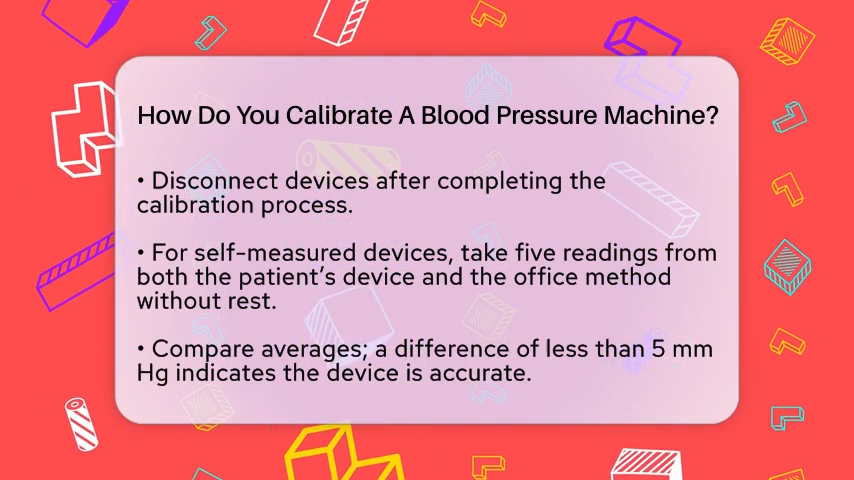 How Do You Calibrate A Blood Pressure Machine?
• Disconnect devices after completing the
calibration process.
• For self-measured devices, take five readings from
both the patient’s device and the office method
without rest.
• Compare averages; a difference of less than 5 mm
Hg indicates the device is accurate.